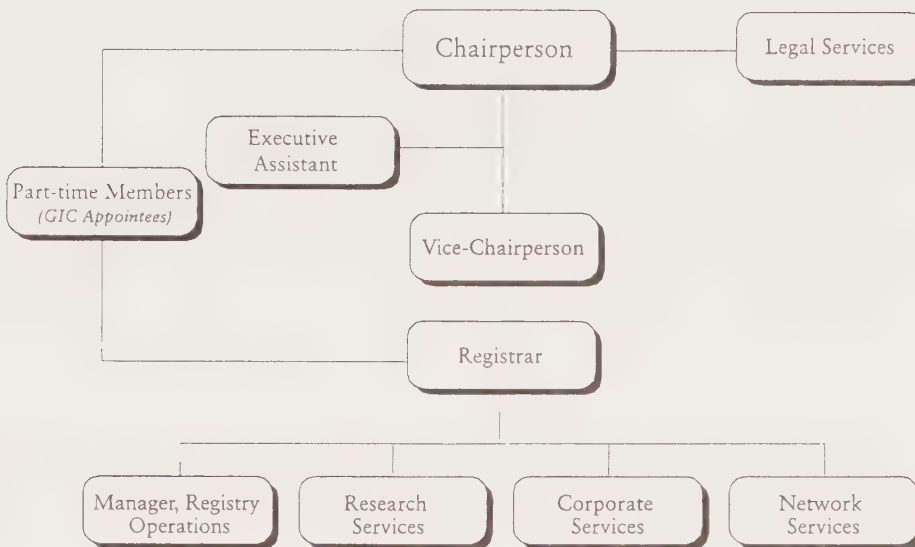 Chairperson
Legal Services
Executive
Assistant
Part-time Members
(GIC Appointees)
Vice-Chairperson
Registrar
Manager, Registry
Operations
Research
Services
Corporate
Services
Network
Services